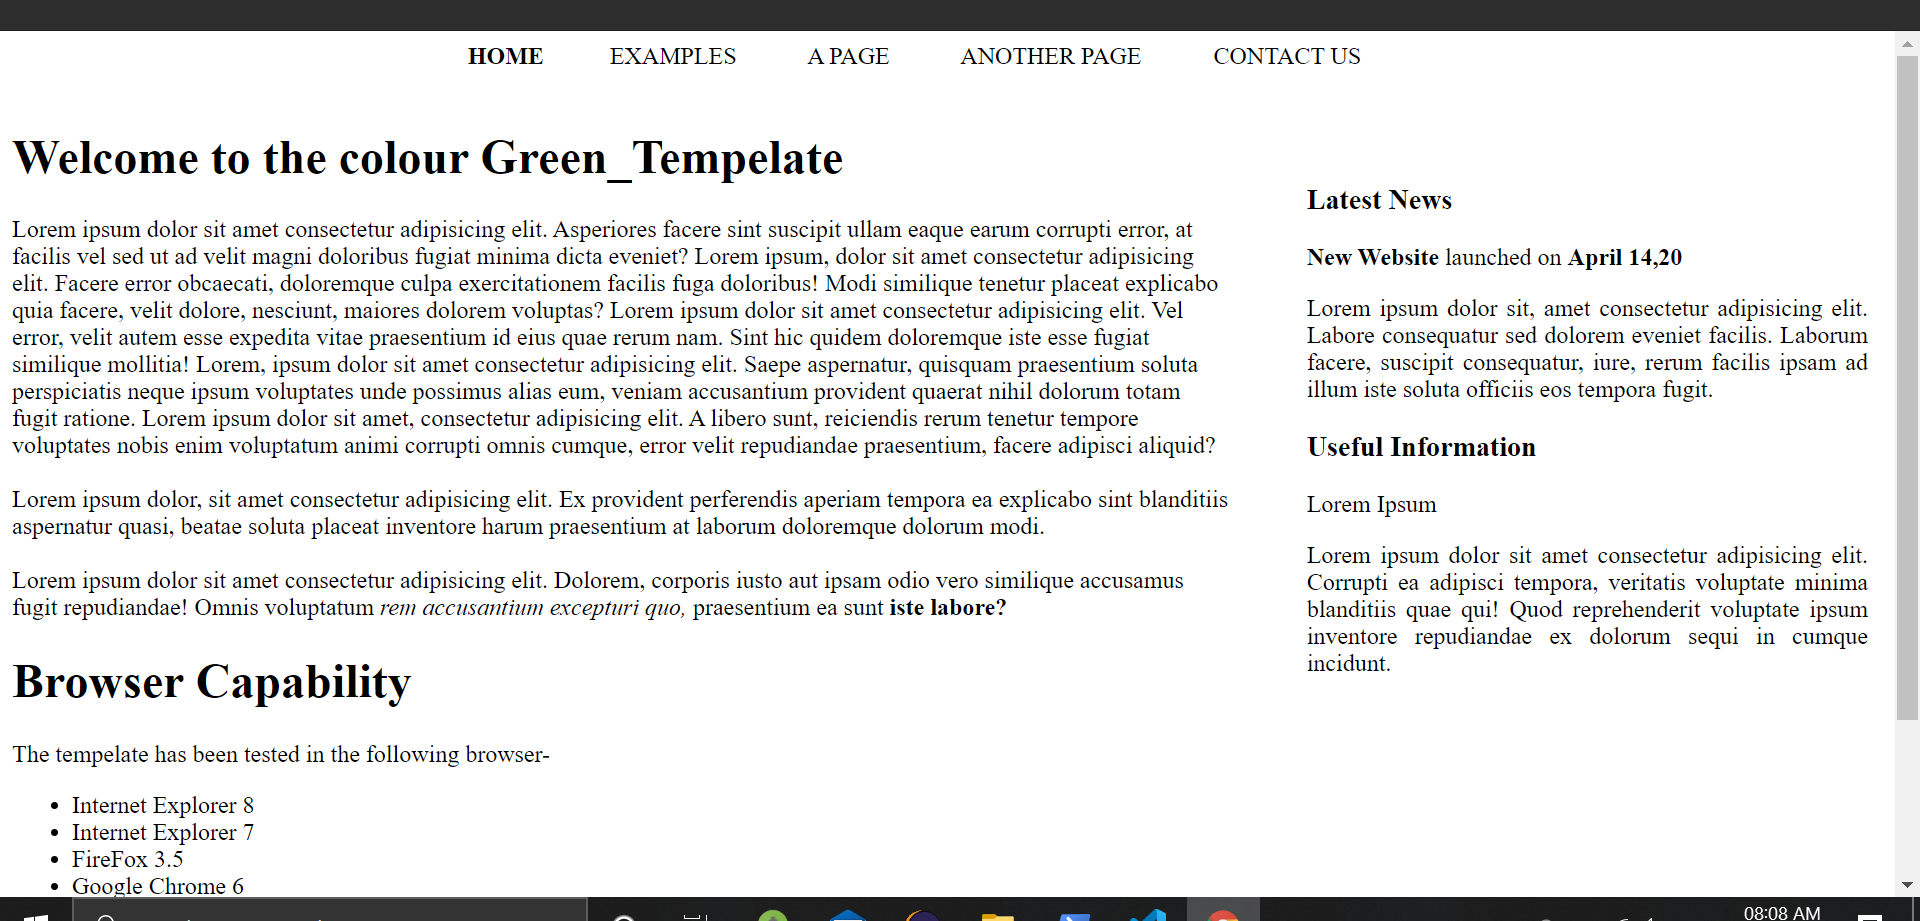 HOME EXAMPLES A PAGE ANOTHER PAGE CONTACT US
Welcome to the colour Green_Tempelate
Lorem ipsum dolor sit amet consectetur adipisicing elit. Asperiores facere sint suscipit ullam eaque earum corrupti error, at
facilis vel sed ut ad velit magni doloribus fugiat minima dicta eveniet? Lorem ipsum, dolor sit amet consectetur adipisicing
elit. Facere error obcaecati, doloremque culpa exercitationem facilis fuga doloribus! Modi similique tenetur placeat explicabo
quia facere, velit dolore, nesciunt, maiores dolorem voluptas? Lorem ipsum dolor sit amet consectetur adipisicing elit. Vel
error, velit autem esse expedita vitae praesentium id eius quae rerum nam. Sint hic quidem doloremque iste esse fugiat
similique mollitia! Lorem, ipsum dolor sit amet consectetur adipisicing elit. Saepe aspernatur, quisquam praesentium soluta
perspiciatis neque ipsum voluptates unde possimus alias eum, veniam accusantium provident quaerat nihil dolorum totam
fugit ratione. Lorem ipsum dolor sit amet, consectetur adipisicing elit. A libero sunt, reiciendis rerum tenetur tempore
voluptates nobis enim voluptatum animi corrupti omnis cumque, error velit repudiandae praesentium, facere adipisci aliquid?
Lorem ipsum dolor, sit amet consectetur adipisicing elit. Ex provident perferendis aperiam tempora ea explicabo sint blanditiis
aspernatur quasi, beatae soluta placeat inventore harum praesentium at laborum doloremque dolorum modi.
Lorem ipsum dolor sit amet consectetur adipisicing elit. Dolorem, corporis iusto aut ipsam odio vero similique accusamus
fugit repudiandae! Omnis voluptatum rem accusantium excepturi quo, praesentium ea sunt iste labore?
Browser Capability
The tempelate has been tested in the following browser-
• Internet Explorer 8
• Internet Explorer 7
• FireFox 3.5
• Google Chrome 6
Latest News
New Website launched on April 14,20
Lorem ipsum dolor sit, amet consectetur adipisicing elit.
Labore consequatur sed dolorem eveniet facilis. Laborum
facere, suscipit consequatur, iure, rerum facilis ipsam ad
illum iste soluta officiis eos tempora fugit.
Useful Information
Lorem Ipsum
Lorem ipsum dolor sit amet consectetur adipisicing elit.
Corrupti ea adipisci tempora, veritatis voluptate minima
blanditiis quae qui! Quod reprehenderit voluptate ipsum
inventore repudiandae ex dolorum sequi in cumque
incidunt.
08:08 AM